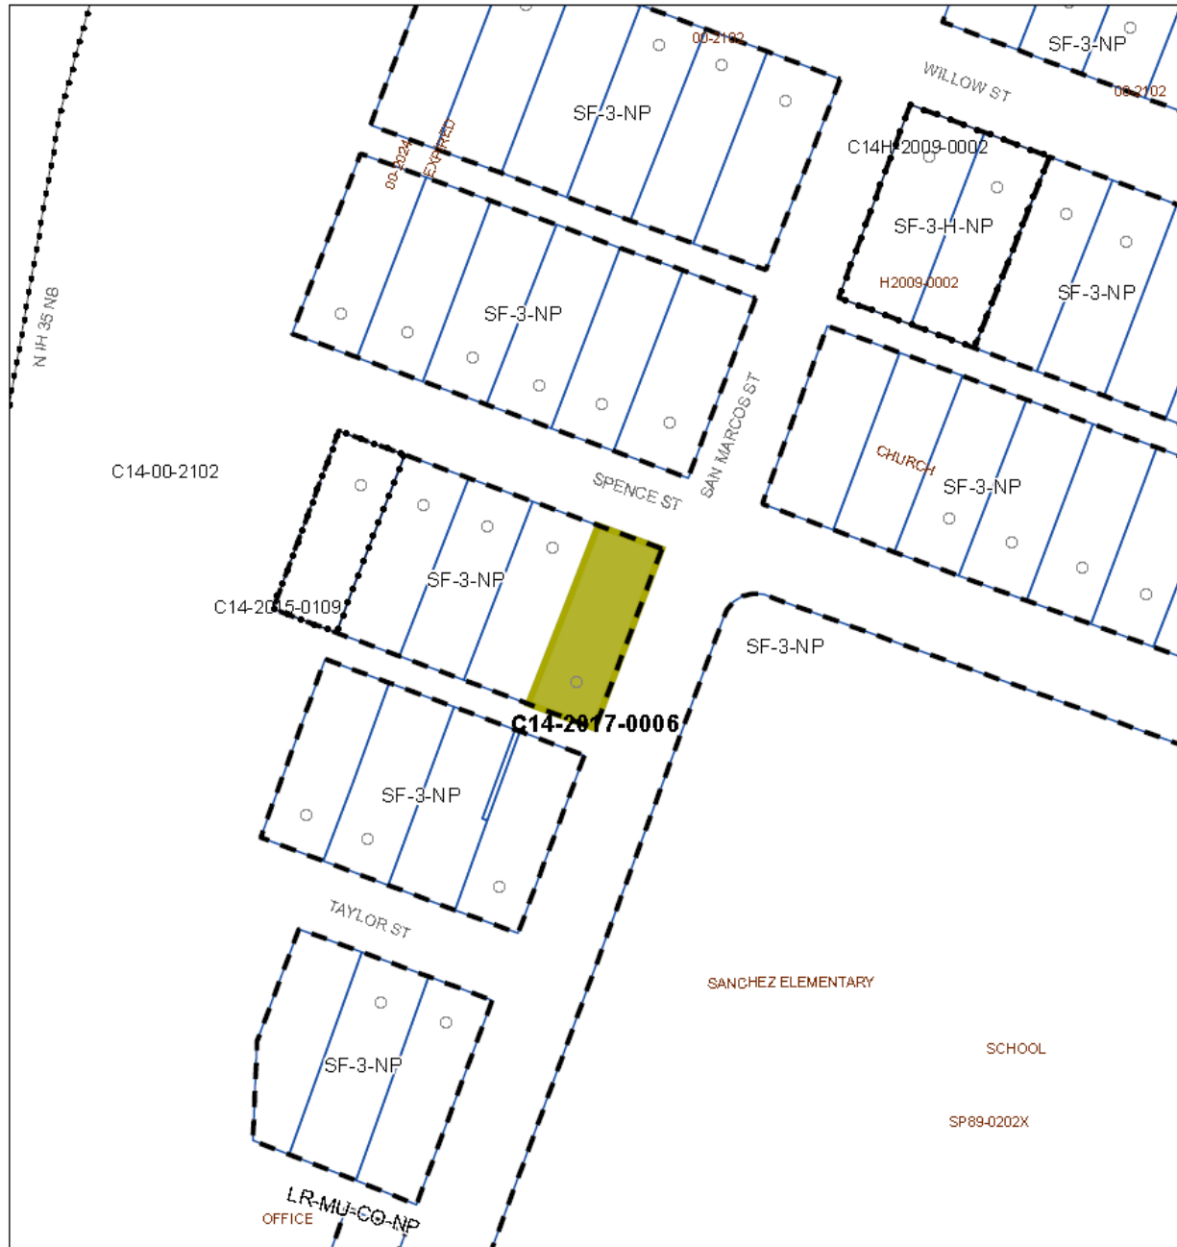 00-2102
SF-3-NP
WILLOW ST
00-2102
SF-3-NP
00-2024
EXPIRED
C14H-2009-0002
SF-3-H-NP
H2009-0002
SF-3-NP
SF-3-NP
N IH 35 NB
SAN MARCOS ST
CHURCH
SF-3-NP
C14-00-2102
SPENCE ST
SF-3-NP
C14-2015-0109
SF-3-NP
C14-2017-0006
SF-3-NP
TAYLOR ST
SANCHEZ ELEMENTARY
SCHOOL
SF-3-NP
SP89-0202X
LR-MU-CO-NP
OFFICE